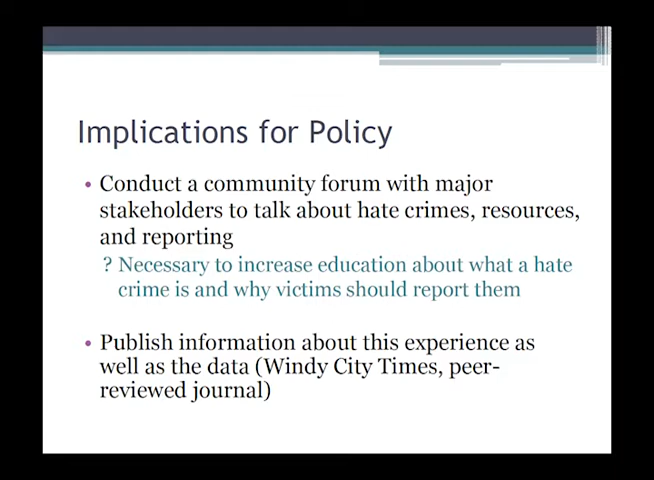 Implications for Policy
• Conduct a community forum with major
stakeholders to talk about hate crimes, resources,
and reporting
? Necessary to increase education about what a hate
crime is and why victims should report them
• Publish information about this experience as
well as the data (Windy City Times, peer-
reviewed journal)